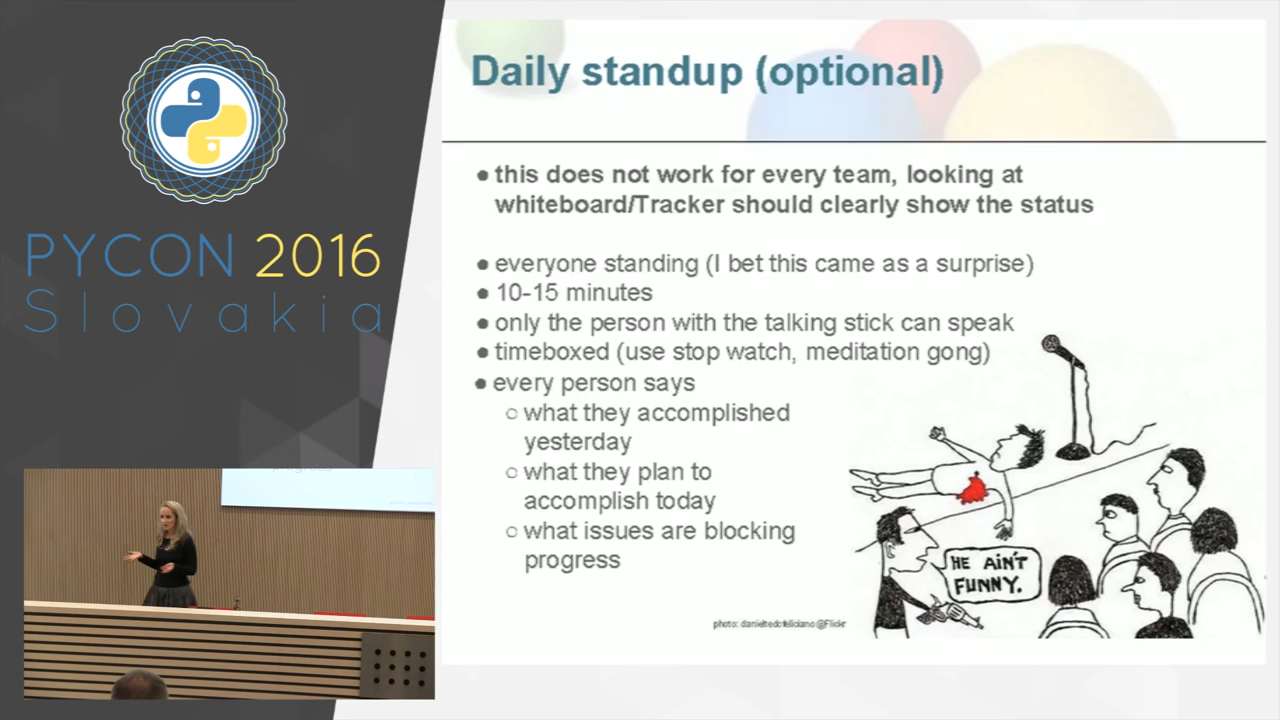 PYCON 2016
Slovakia
Daily standup (optional)
● this does not work for every team, looking at
whiteboard/Tracker should clearly show the status
● everyone standing (I bet this came as a surprise)
● 10-15 minutes
● only the person with the talking stick can speak
● timeboxed (use stop watch, meditation gong)
● every person says
○ what they accomplished
yesterday
○ what they plan to
accomplish today
○ what issues are blocking
progress
HE AIN'T
FUNNY.
photo: @Flickr
progress